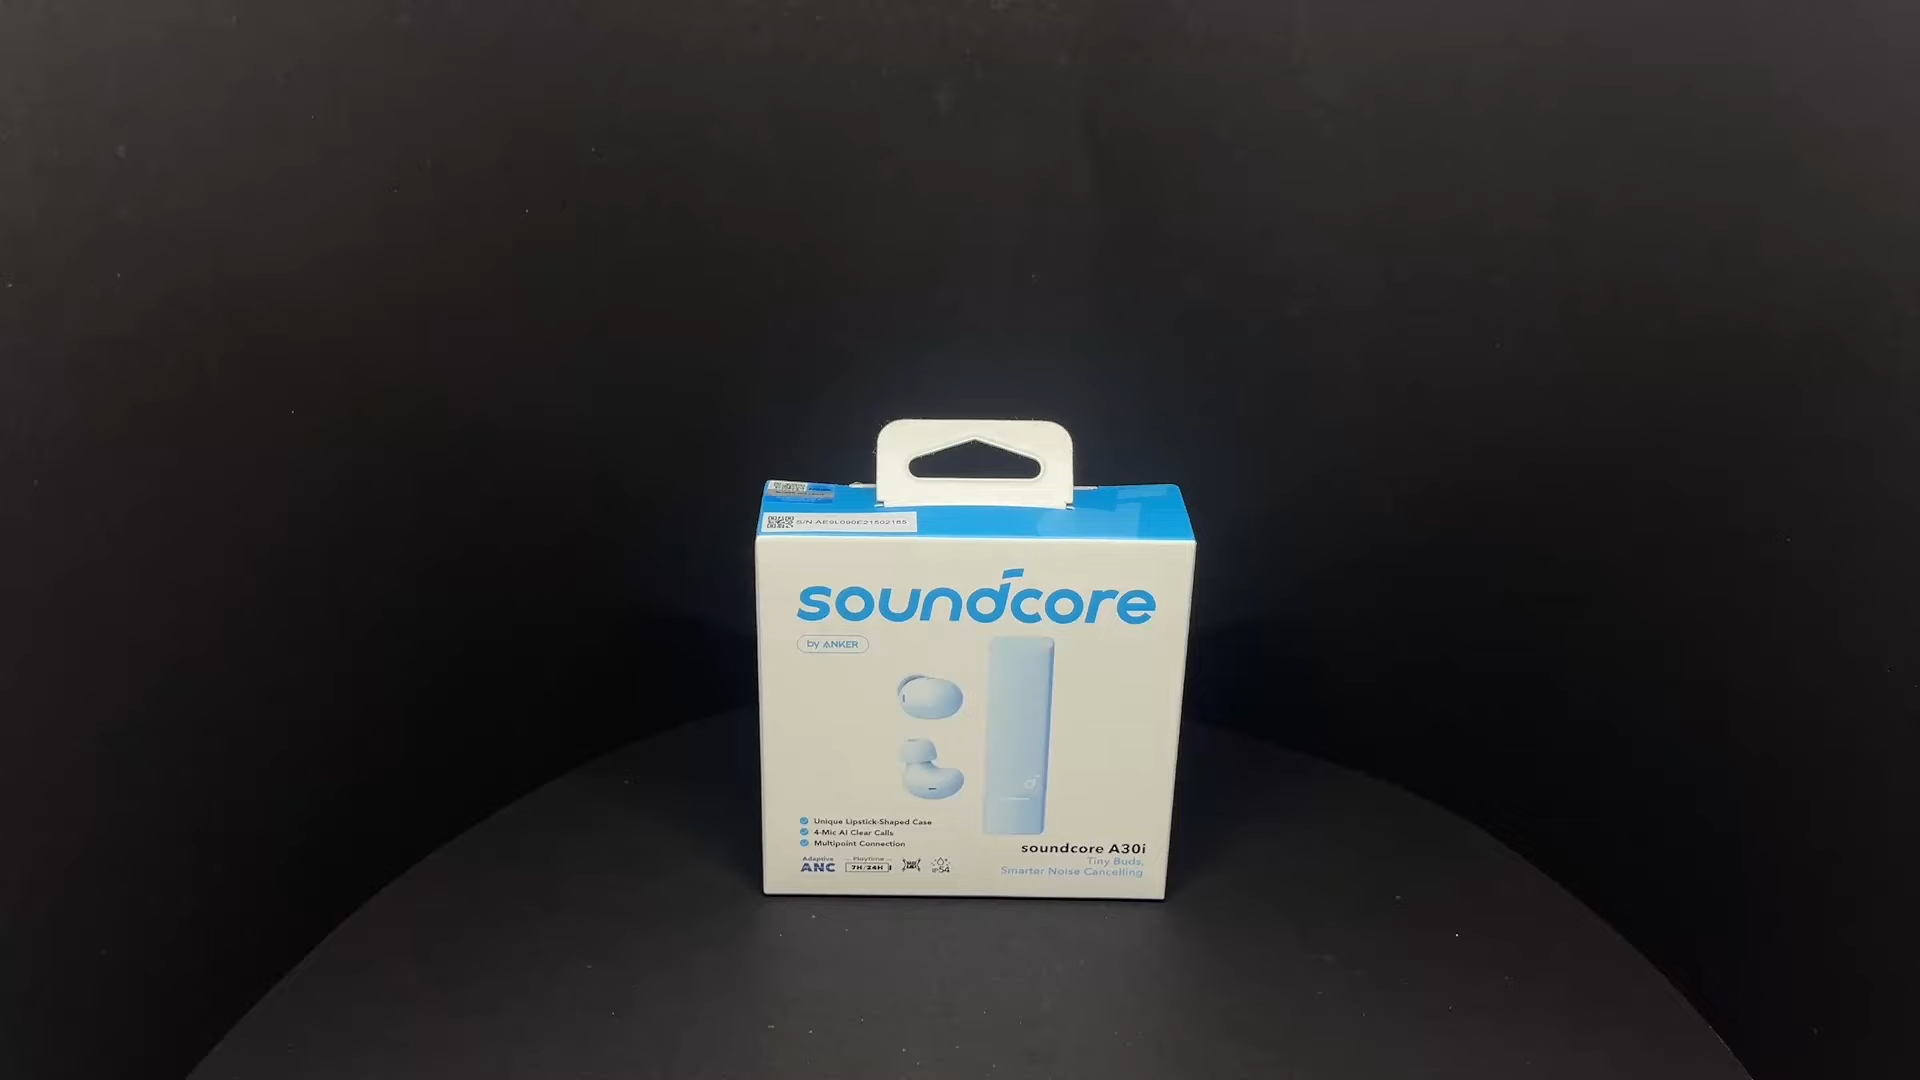 S/N:AE9L090E21502185
soundcore
by ANKER
Unique Lipstick-Shaped Case
4-Mic AI Clear Calls
Multipoint Connection
Adaptive
ANC
Playtime
7H/24H
IP54
soundcore A30i
Tiny Buds,
Smarter Noise Cancelling